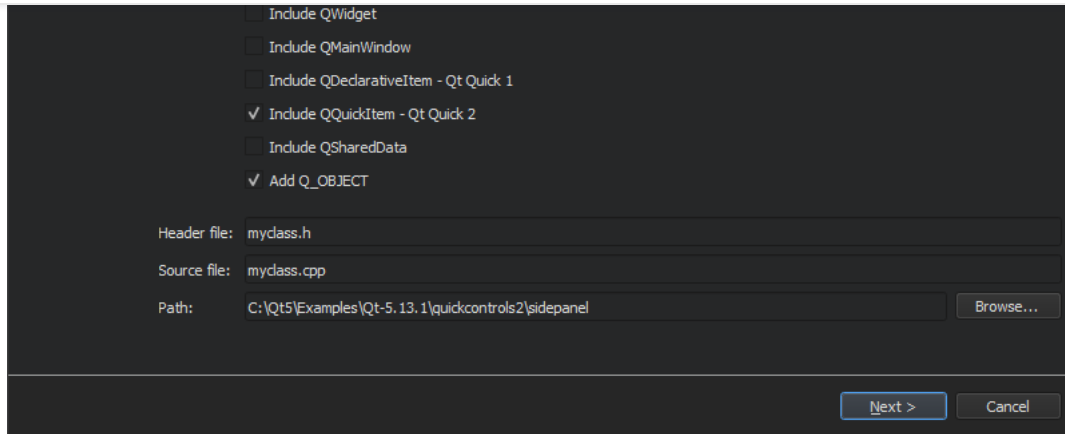 Include QWidget
Include QMainWindow
Include QDeclarativeItem - Qt Quick 1
Include QQuickItem - Qt Quick 2
Include QSharedData
Add Q_OBJECT
Header file: myclass.h
Source file: myclass.cpp
Path: C:\Qt5\Examples\Qt-5.13.1\quickcontrols2\sidepanel Browse...
Next > Cancel